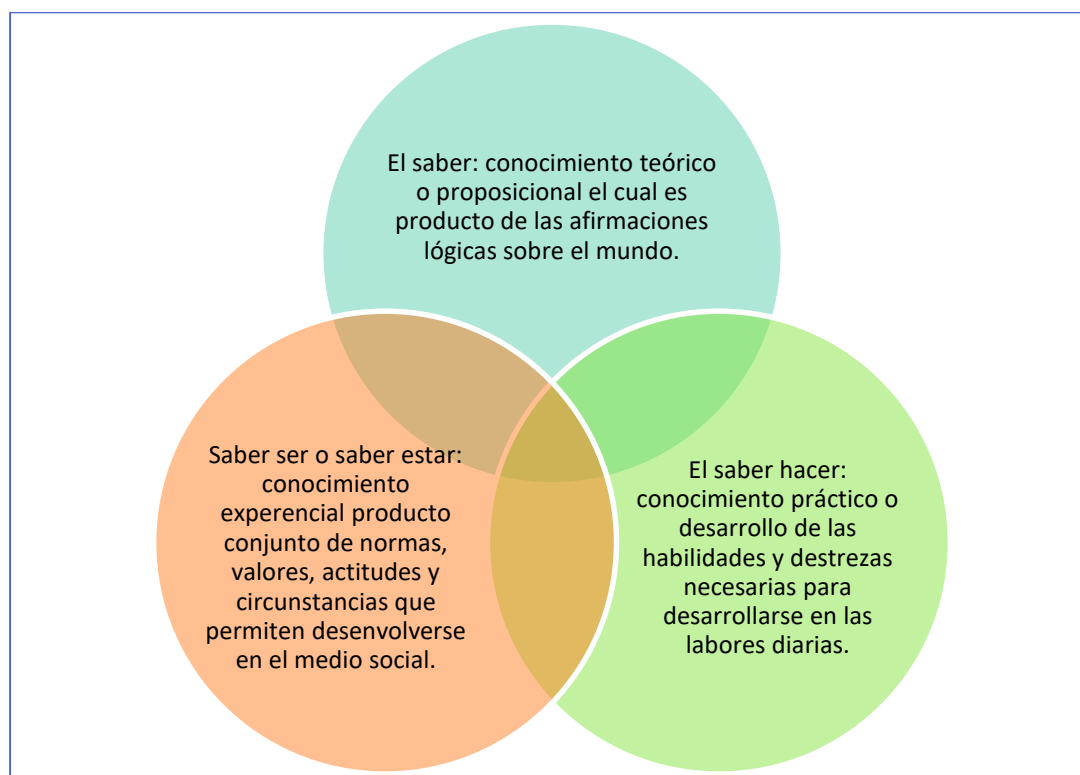 El saber: conocimiento teórico
o proposicional el cual es
producto de las afirmaciones
lógicas sobre el mundo.
Saber ser o saber estar:
conocimiento
experencial producto
conjunto de normas,
valores, actitudes y
circunstancias que
permiten desenvolverse
en el medio social.
El saber hacer:
conocimiento práctico o
desarrollo de las
habilidades y destrezas
necesarias para
desarrollarse en las
labores diarias.